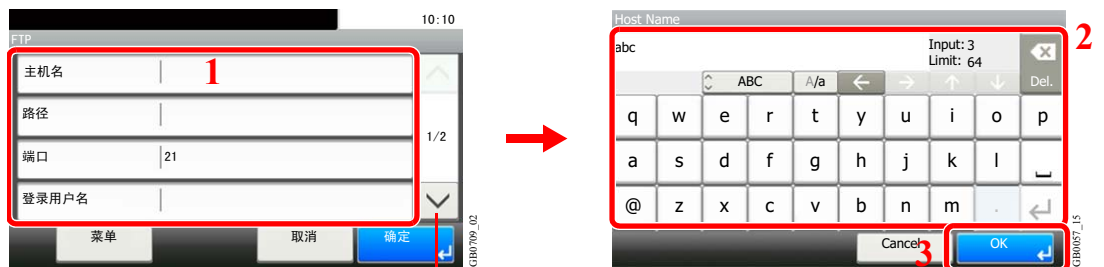 10:10
FTP
主机名
1
路径
端口 21
1/2
登录用户名
菜单 取消 确定
GB0709_02
Host Name
abc
Input: 3
Limit: 64
2
ABC A/a ← → ↑ ↓ Del.
q w e r t y u i o p
a s d f g h j k l
@ z x c v b n m .
Cancel OK
3
GB0057_15